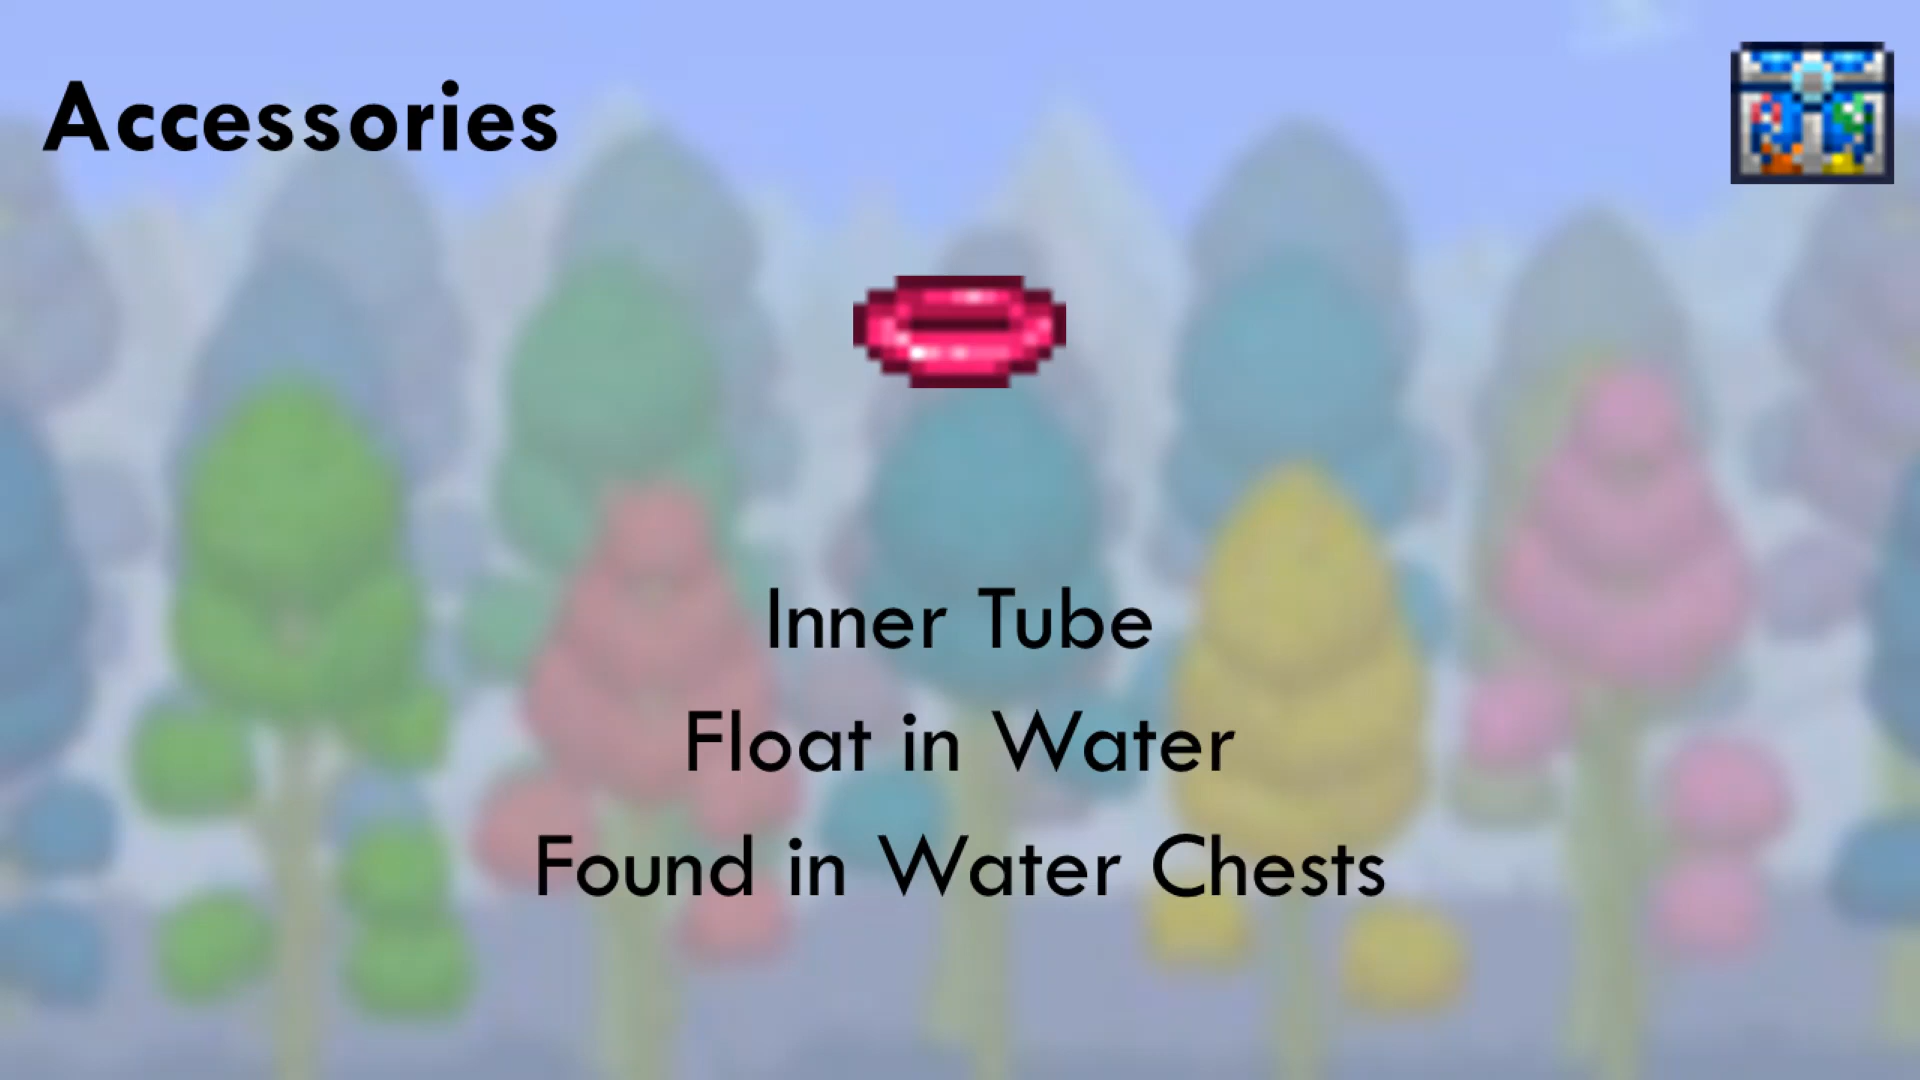 Accessories
Inner Tube
Float in Water
Found in Water Chests